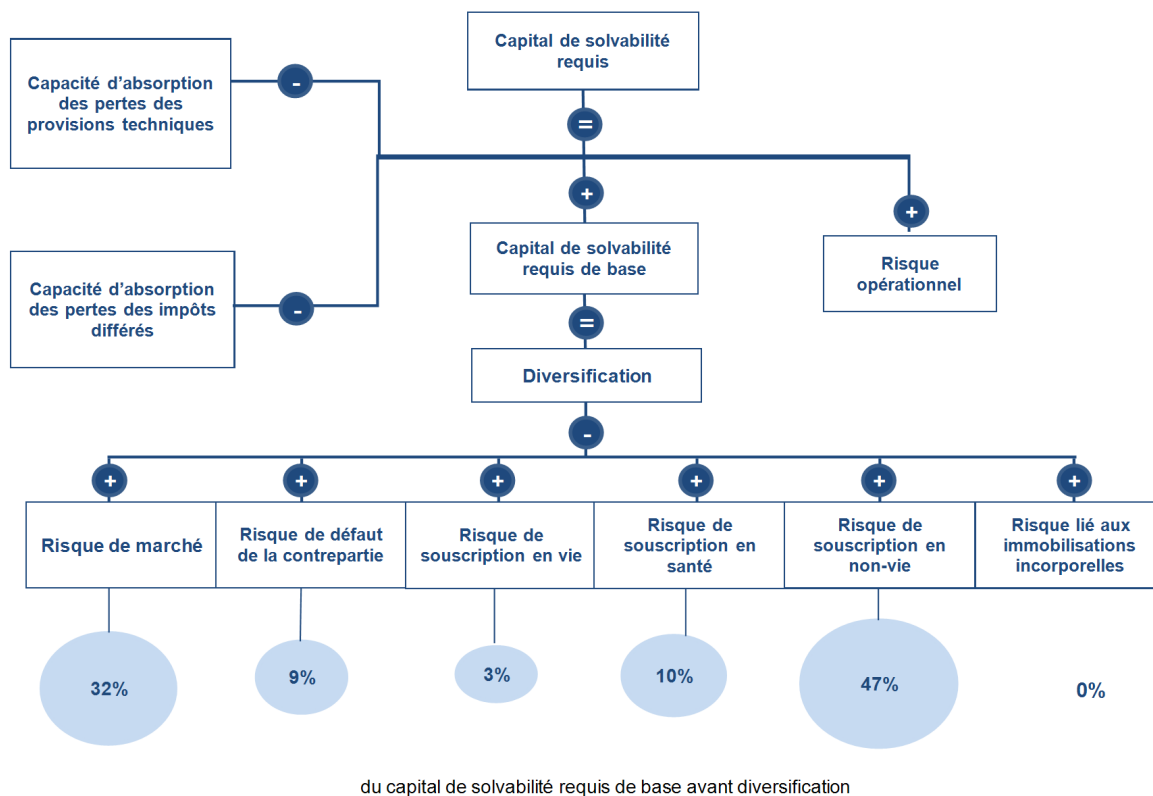 Capital de solvabilité
requis
Capacité d'absorption
des pertes des
provisions techniques
-
=
+
+
Capital de solvabilité
requis de base
Risque
opérationnel
Capacité d'absorption
des pertes des impôts
différés
-
=
Diversification
-
+
+
+
+
+
+
Risque de marché
Risque de défaut
de la contrepartie
Risque de
souscription en vie
Risque de
souscription en
santé
Risque de
souscription en
non-vie
Risque lié aux
immobilisations
incorporelles
32%
9%
3%
10%
47%
0%
du capital de solvabilité requis de base avant diversification